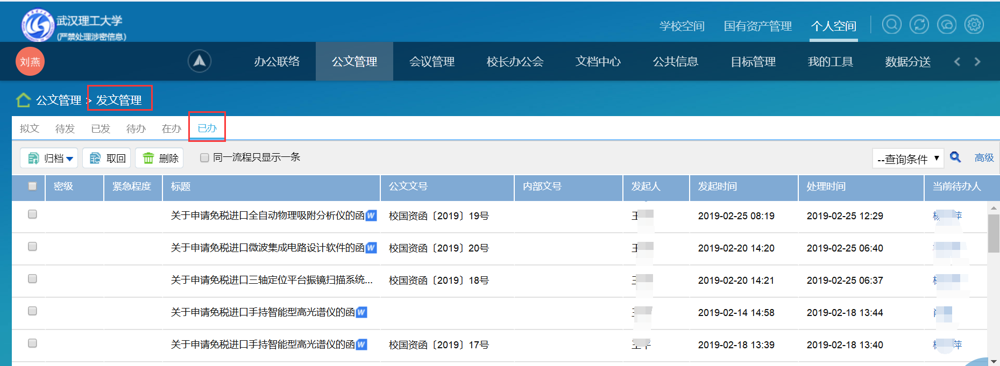 武汉理工大学
(严禁处理涉密信息)
学校空间 国有资产管理 个人空间
刘燕 办公联络 公文管理 会议管理 校长办公会 文档中心 公共信息 目标管理 我的工具 数据分送
公文管理 > 发文管理
拟文 待发 已发 待办 在办 已办
归档 取回 删除 同一流程只显示一条 --查询条件 高级
密级 紧急程度 标题 公文文号 内部文号 发起人 发起时间 处理时间 当前待办人
关于申请免税进口全自动物理吸附分析仪的函 校国资函〔2019〕19号 王 2019-02-25 08:19 2019-02-25 12:29 萍
关于申请免税进口微波集成电路设计软件的函 校国资函〔2019〕20号 王 2019-02-20 14:20 2019-02-25 06:40
关于申请免税进口三轴定位平台振镜扫描系统... 校国资函〔2019〕18号 2019-02-20 14:21 2019-02-25 06:37
关于申请免税进口手持智能型高光谱仪的函 2019-02-14 14:58 2019-02-18 13:44
关于申请免税进口手持智能型高光谱仪的函 校国资函〔2019〕17号 2019-02-18 13:39 2019-02-18 13:40 萍